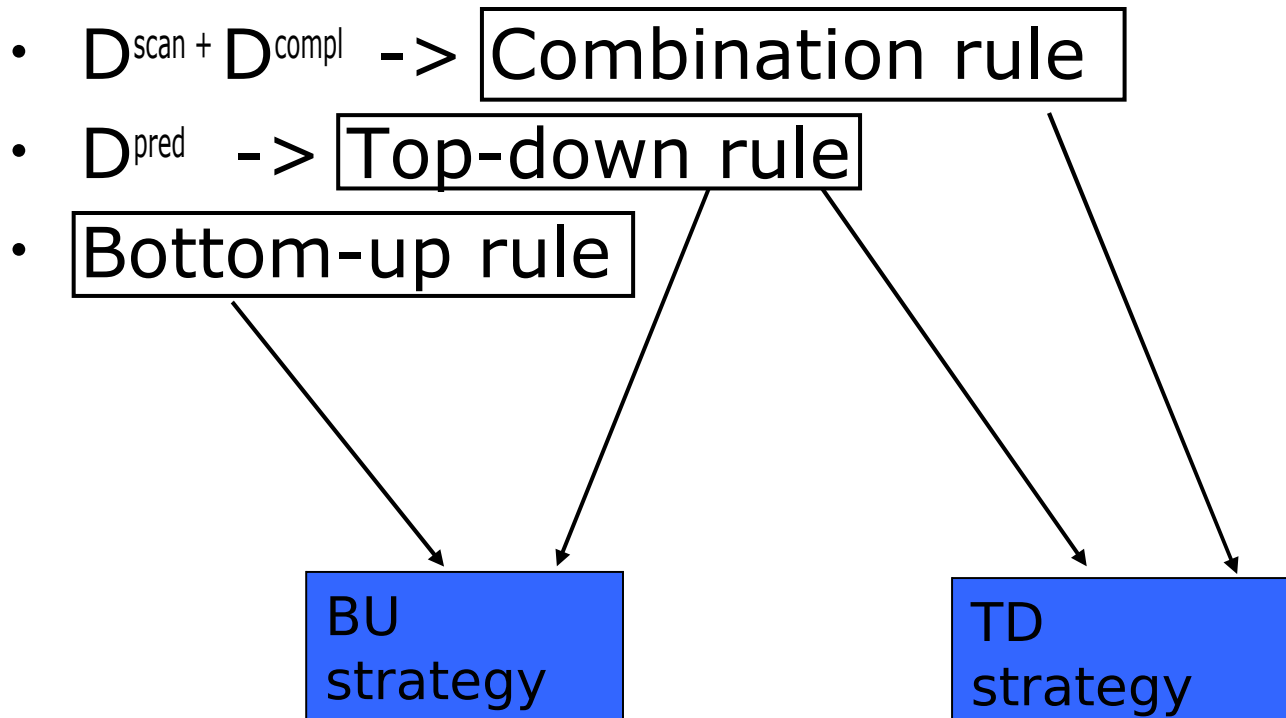 • D^scan + D^compl -> Combination rule
• D^pred -> Top-down rule
• Bottom-up rule
BU
strategy
TD
strategy